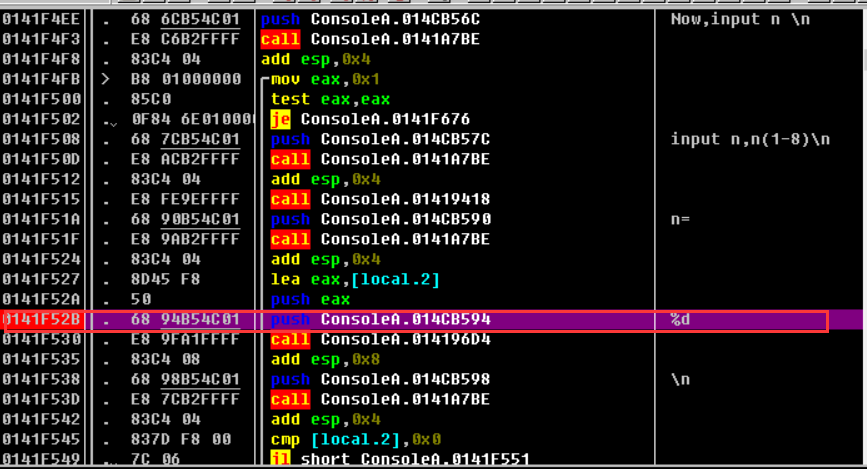 0141F4EE . 68 6CB54C01 push ConsoleA.014CB56C Now,input n \n
0141F4F3 . E8 C6B2FFFF call ConsoleA.0141A7BE
0141F4F8 . 83C4 04 add esp,0x4
0141F4FB > B8 01000000 mov eax,0x1
0141F500 . 85C0 test eax,eax
0141F502 . 0F84 6E01000 je ConsoleA.0141F676
0141F508 . 68 7CB54C01 push ConsoleA.014CB57C input n,n(1-8)\n
0141F50D . E8 ACB2FFFF call ConsoleA.0141A7BE
0141F512 . 83C4 04 add esp,0x4
0141F515 . E8 FE9EFFFF call ConsoleA.01419418
0141F51A . 68 90B54C01 push ConsoleA.014CB590 n=
0141F51F . E8 9AB2FFFF call ConsoleA.0141A7BE
0141F524 . 83C4 04 add esp,0x4
0141F527 . 8D45 F8 lea eax,[local.2]
0141F52A . 50 push eax
0141F52B . 68 94B54C01 push ConsoleA.014CB594 %d
0141F530 . E8 9FA1FFFF call ConsoleA.014196D4
0141F535 . 83C4 08 add esp,0x8
0141F538 . 68 98B54C01 push ConsoleA.014CB598 \n
0141F53D . E8 7CB2FFFF call ConsoleA.0141A7BE
0141F542 . 83C4 04 add esp,0x4
0141F545 . 837D F8 00 cmp [local.2],0x0
0141F549 . 7C 06 jl short ConsoleA.0141F551